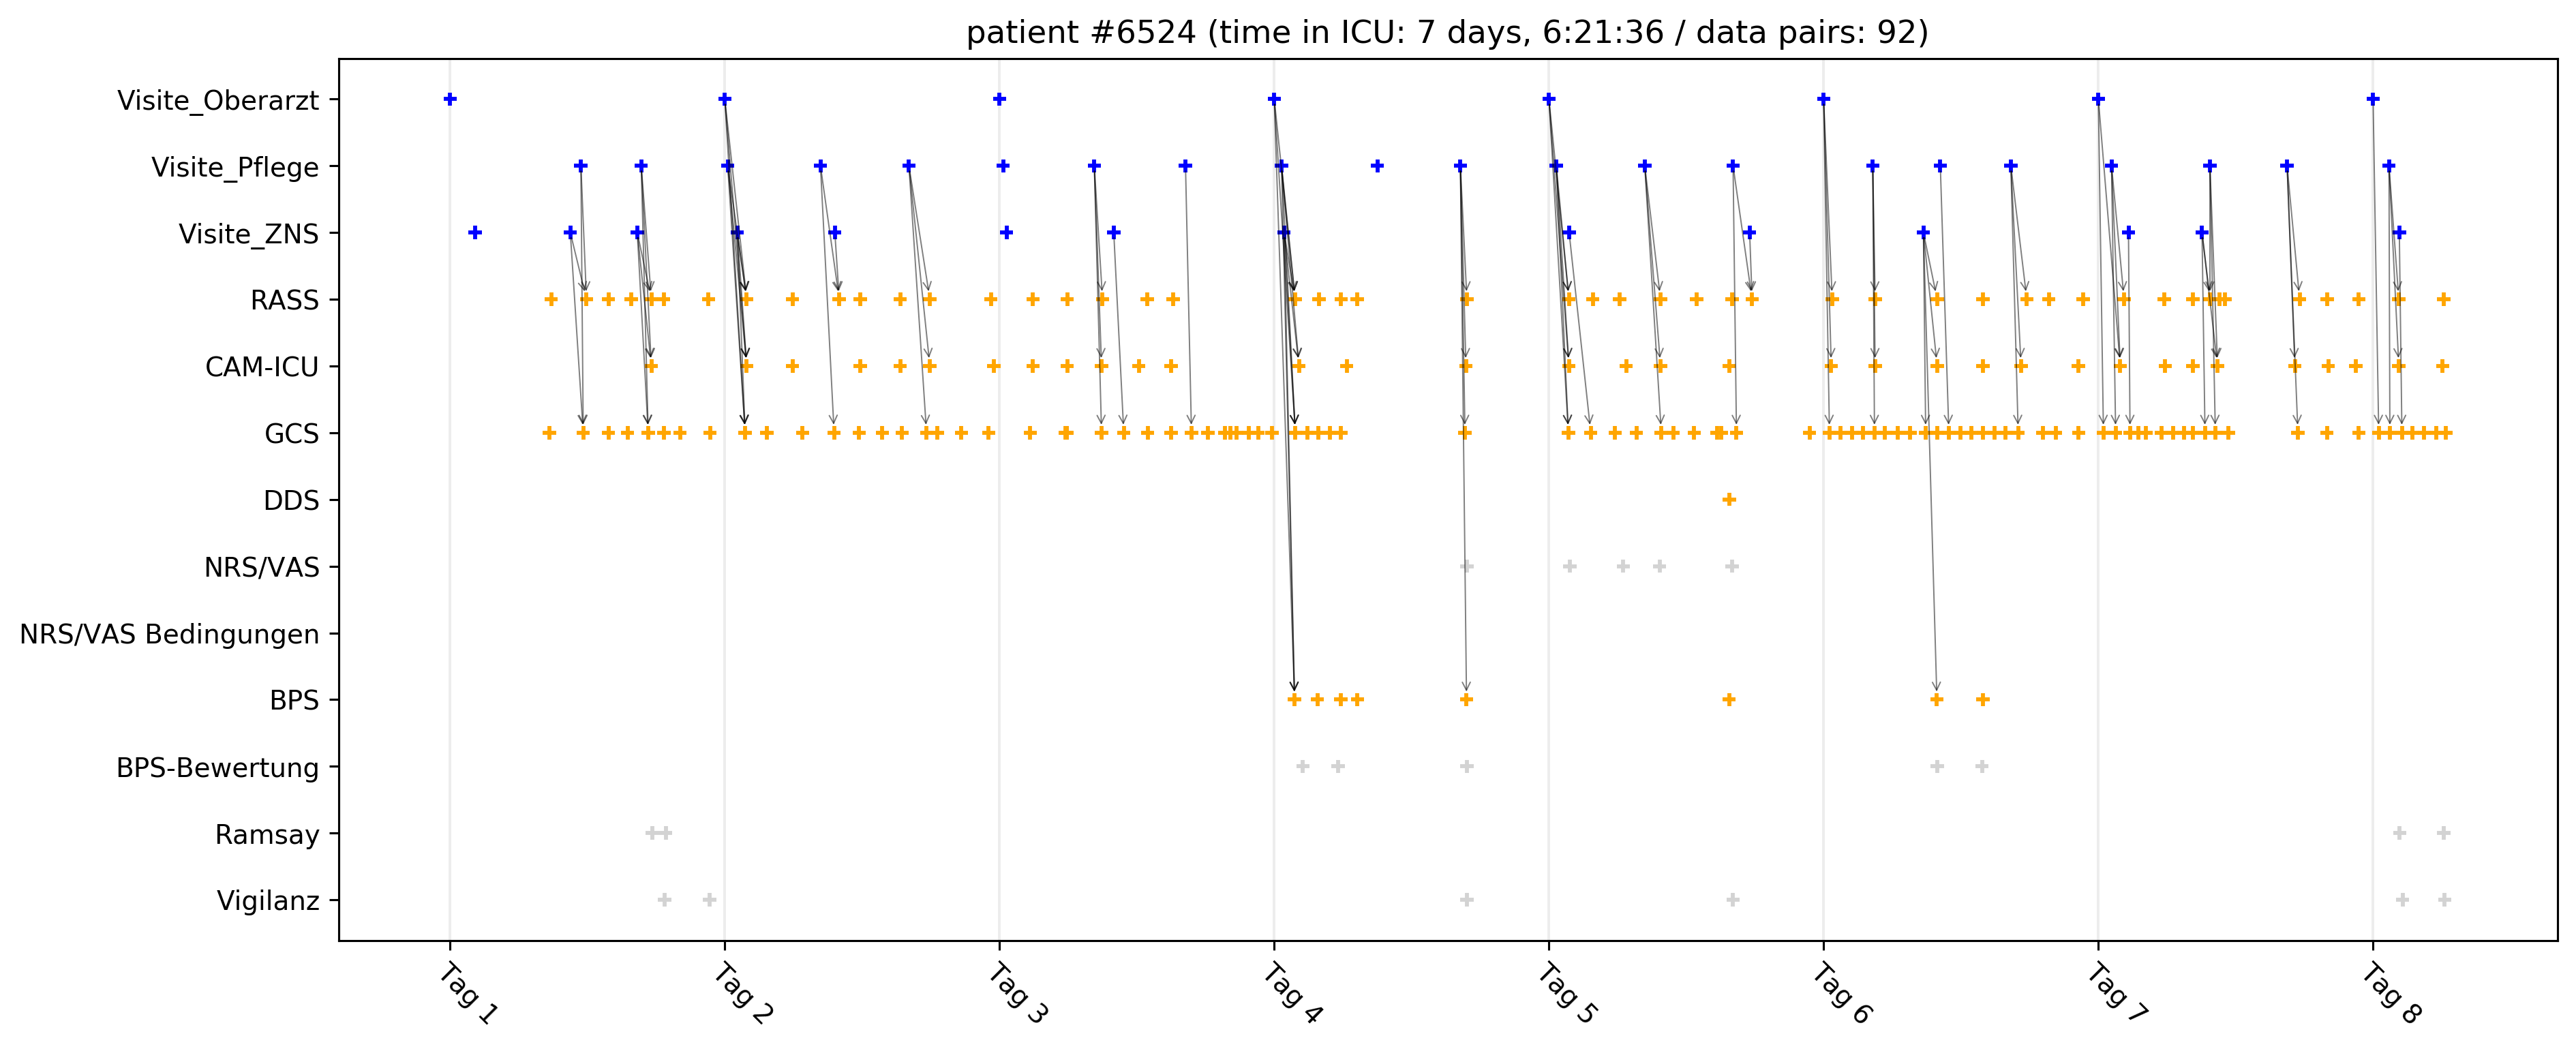 patient #6524 (time in ICU: 7 days, 6:21:36 / data pairs: 92)
Visite_Oberarzt
Visite_Pflege
Visite_ZNS
RASS
CAM-ICU
GCS
DDS
NRS/VAS
NRS/VAS Bedingungen
BPS
BPS-Bewertung
Ramsay
Vigilanz
Tag 1
Tag 2
Tag 3
Tag 4
Tag 5
Tag 6
Tag 7
Tag 8